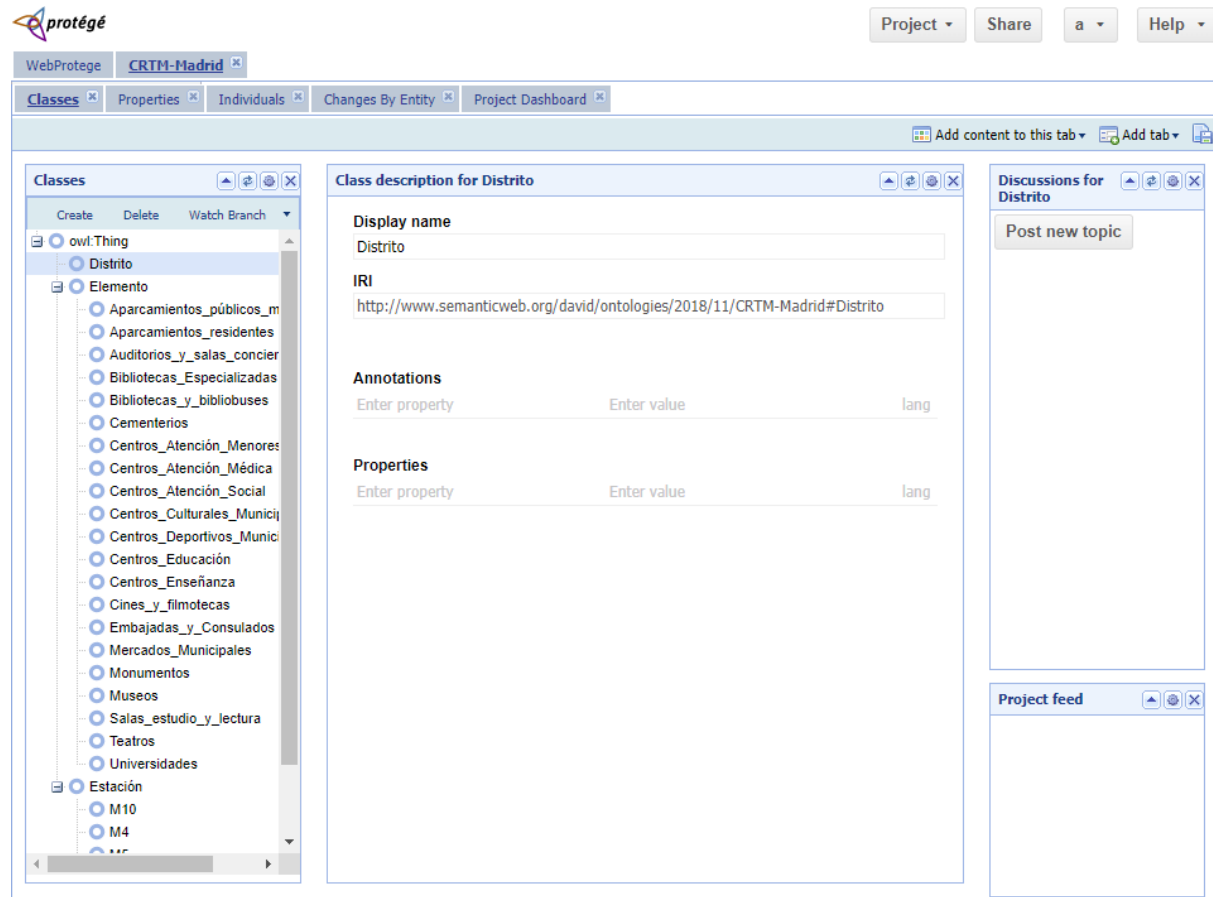 protégé
Project Share a Help
WebProtege CRTM-Madrid
Classes Properties Individuals Changes By Entity Project Dashboard
Add content to this tab Add tab
Classes
Create Delete Watch Branch
owl:Thing
Distrito
Elemento
Aparcamientos_públicos_m
Aparcamientos_residentes
Auditorios_y_salas_concier
Bibliotecas_Especializadas
Bibliotecas_y_bibliobuses
Cementerios
Centros_Atención_Menores
Centros_Atención_Médica
Centros_Atención_Social
Centros_Culturales_Munici
Centros_Deportivos_Munici
Centros_Educación
Centros_Enseñanza
Cines_y_filmotecas
Embajadas_y_Consulados
Mercados_Municipales
Monumentos
Museos
Salas_estudio_y_lectura
Teatros
Universidades
Estación
M10
M4
M5
Class description for Distrito
Display name
Distrito
IRI
http://www.semanticweb.org/david/ontologies/2018/11/CRTM-Madrid#Distrito
Annotations
Enter property Enter value lang
Properties
Enter property Enter value lang
Discussions for
Distrito
Post new topic
Project feed